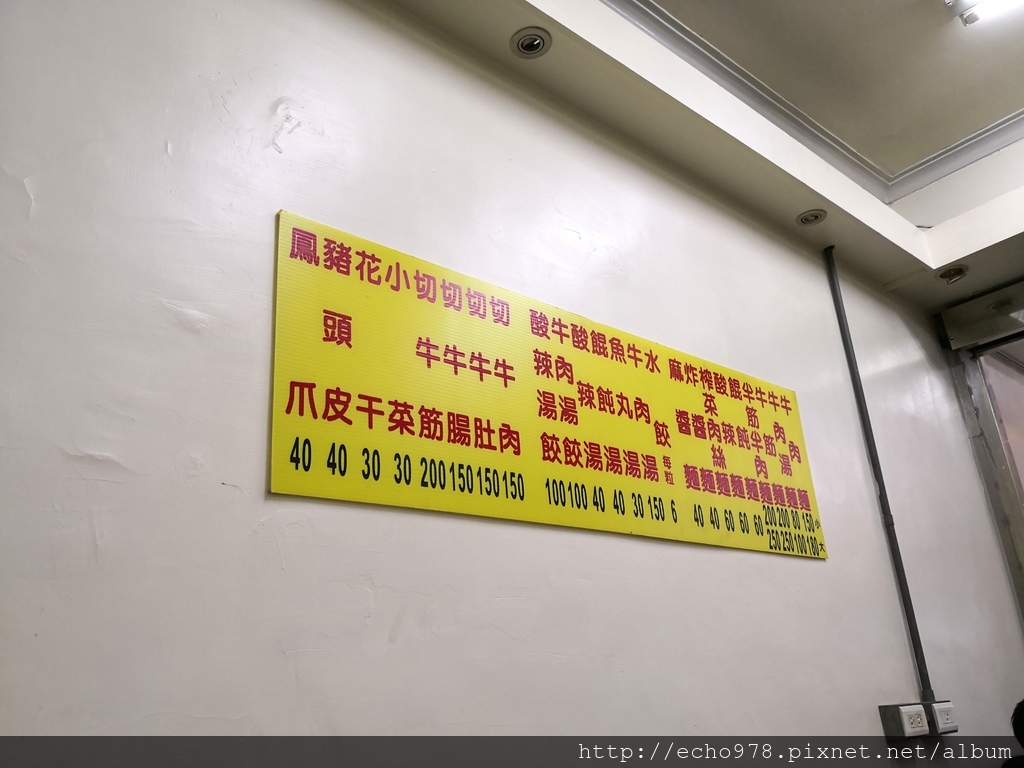 小 大
牛肉麵 150 180
牛肉湯麵 80 100
牛筋麵 200 250
半筋半肉麵 200 250
餛飩麵 60
酸辣麵 60
榨菜肉絲麵 60
炸醬麵 40
麻醬麵 40
水餃 每粒 6
牛肉湯 150
魚丸湯 30
餛飩湯 40
酸辣湯 40
牛肉湯餃 100
酸辣湯餃 100
切牛肉 150
切牛肚 150
切牛腸 150
切牛筋 200
小菜 30
花干 30
豬頭皮 40
鳳爪 40
http://echo978.pixnet.net/album